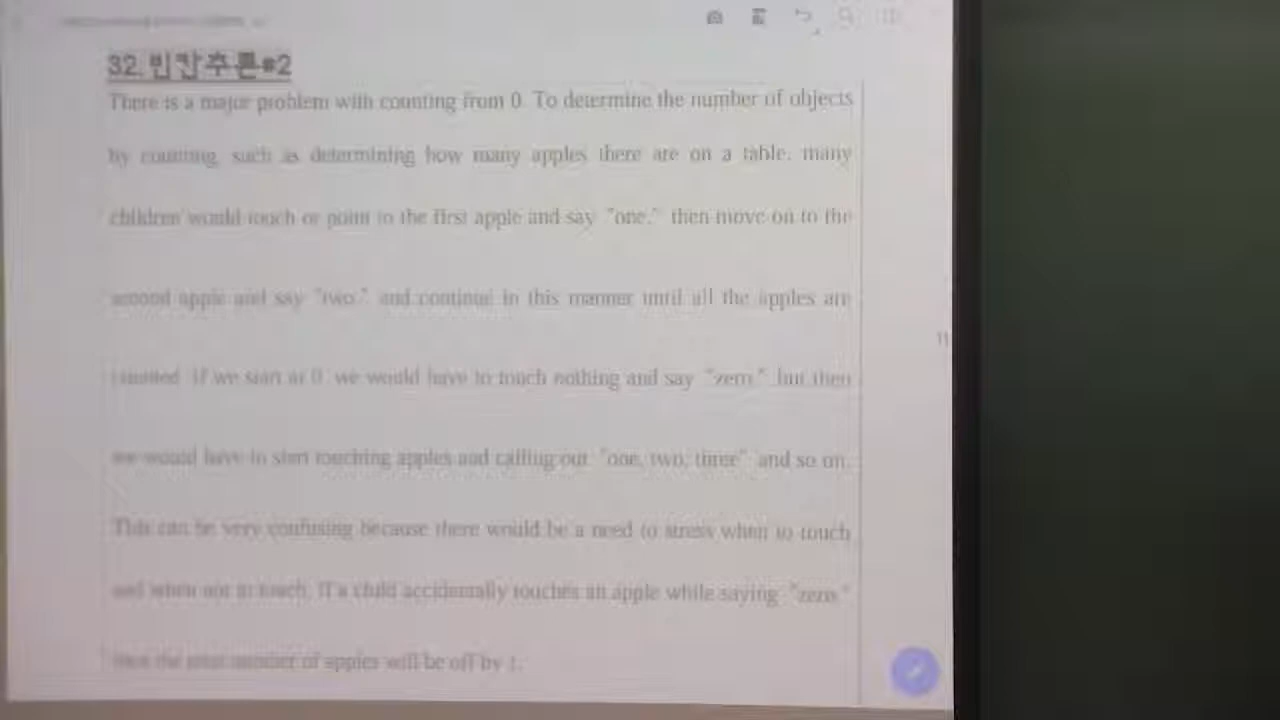 32. 빈칸추론#2
There is a major problem with counting from 0. To determine the number of objects
by counting, such as determining how many apples there are on a table, many
children would touch or point to the first apple and say "one," then move on to the
second apple and say "two," and continue in this manner until all the apples are
counted. If we start at 0, we would have to touch nothing and say "zero," but then
we would have to start touching apples and calling out "one, two, three" and so on.
This can be very confusing because there would be a need to stress when to touch
and when not to touch. If a child accidentally touches an apple while saying "zero,"
then the total number of apples will be off by 1.
11